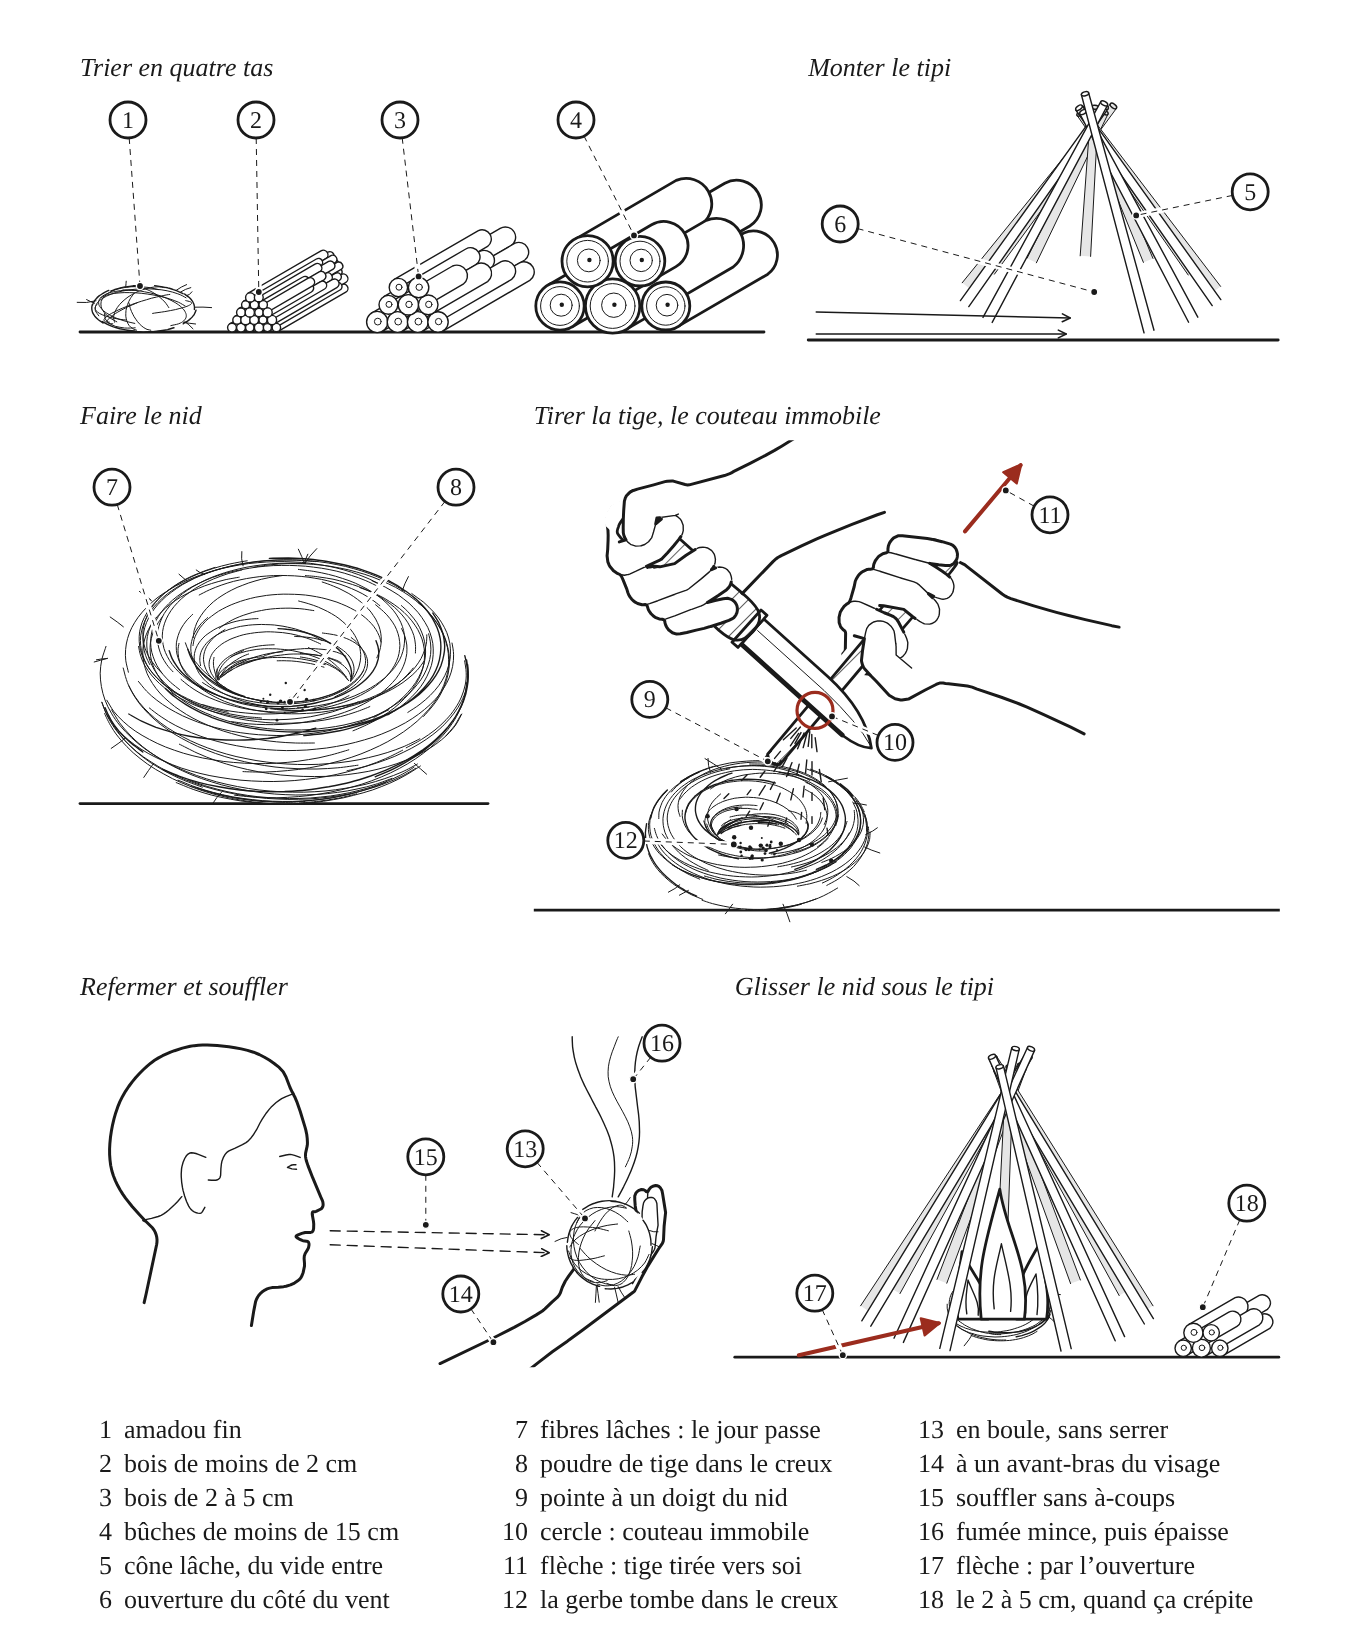 Trier en quatre tas
Monter le tipi
1
2
3
4
5
6
Faire le nid
Tirer la tige, le couteau immobile
7
8
11
9
10
12
Refermer et souffler
Glisser le nid sous le tipi
16
15
13
18
14
17
1 amadou fin
2 bois de moins de 2 cm
3 bois de 2 à 5 cm
4 bûches de moins de 15 cm
5 cône lâche, du vide entre
6 ouverture du côté du vent
7 fibres lâches : le jour passe
8 poudre de tige dans le creux
9 pointe à un doigt du nid
10 cercle : couteau immobile
11 flèche : tige tirée vers soi
12 la gerbe tombe dans le creux
13 en boule, sans serrer
14 à un avant-bras du visage
15 souffler sans à-coups
16 fumée mince, puis épaisse
17 flèche : par l’ouverture
18 le 2 à 5 cm, quand ça crépite